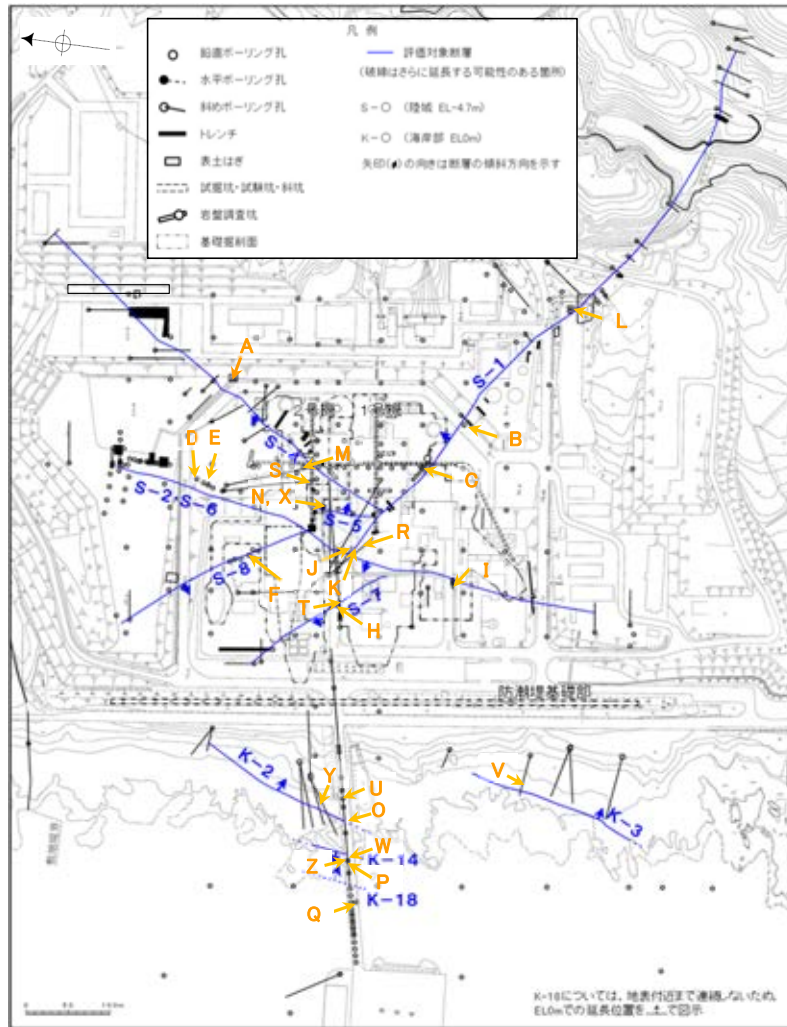 凡 例
鉛直ボーリング孔
水平ボーリング孔
斜めボーリング孔
トレンチ
表土はぎ
試掘坑・試験坑・斜坑
岩盤調査坑
基礎掘削面
評価対象断層
(破線はさらに延長する可能性のある箇所)
S-〇 (陸域 EL-4.7m)
K-〇 (海岸部 EL0m)
矢印( )の向きは断層の傾斜方向を示す
L
A
S-1
B
2号機
1号機
S-4
M
D E
S
G
N, X
S-2・S-6
S-5
R
J
K
I
S-8
F
T
S-7
H
防潮堤基礎部
K-2
Y
U
V
O
K-3
W
Z
K-14
P
K-18
Q
K-18については、地表付近まで連続しないため、
EL0mでの延長位置を で図示